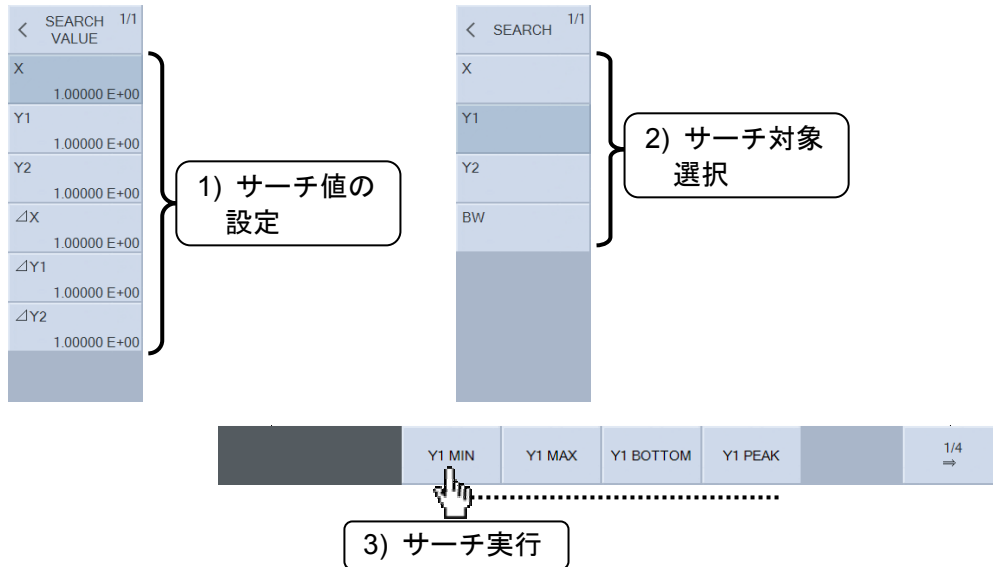 < SEARCH 1/1
VALUE
X
1.00000 E+00
Y1
1.00000 E+00
Y2
1.00000 E+00
⊿X
1.00000 E+00
⊿Y1
1.00000 E+00
⊿Y2
1.00000 E+00
1) サーチ値の
設定
< SEARCH 1/1
X
Y1
Y2
BW
2) サーチ対象
選択
Y1 MIN Y1 MAX Y1 BOTTOM Y1 PEAK 1/4
⇒
3) サーチ実行